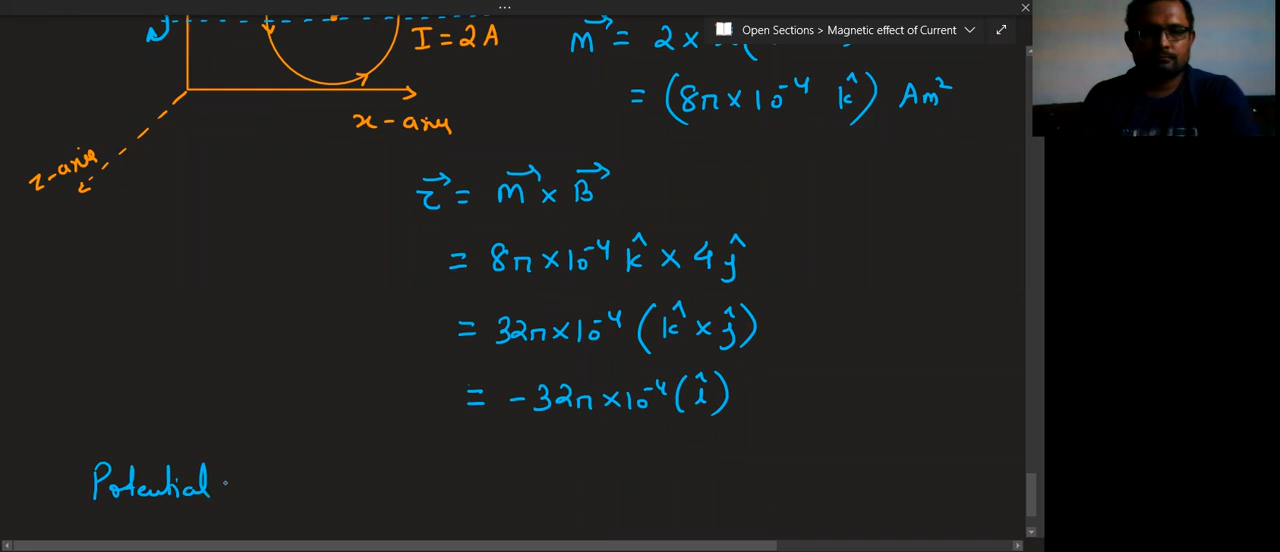 I = 2 A
x-axis
z-axis
m⃗ = 2 x
= (8π × 10⁻⁴ k̂) Am²
τ⃗ = m⃗ × B⃗
= 8π × 10⁻⁴ k̂ × 4 ĵ
= 32π × 10⁻⁴ (k̂ × ĵ)
= - 32π × 10⁻⁴ (î)
Potential
Open Sections > Magnetic effect of Current